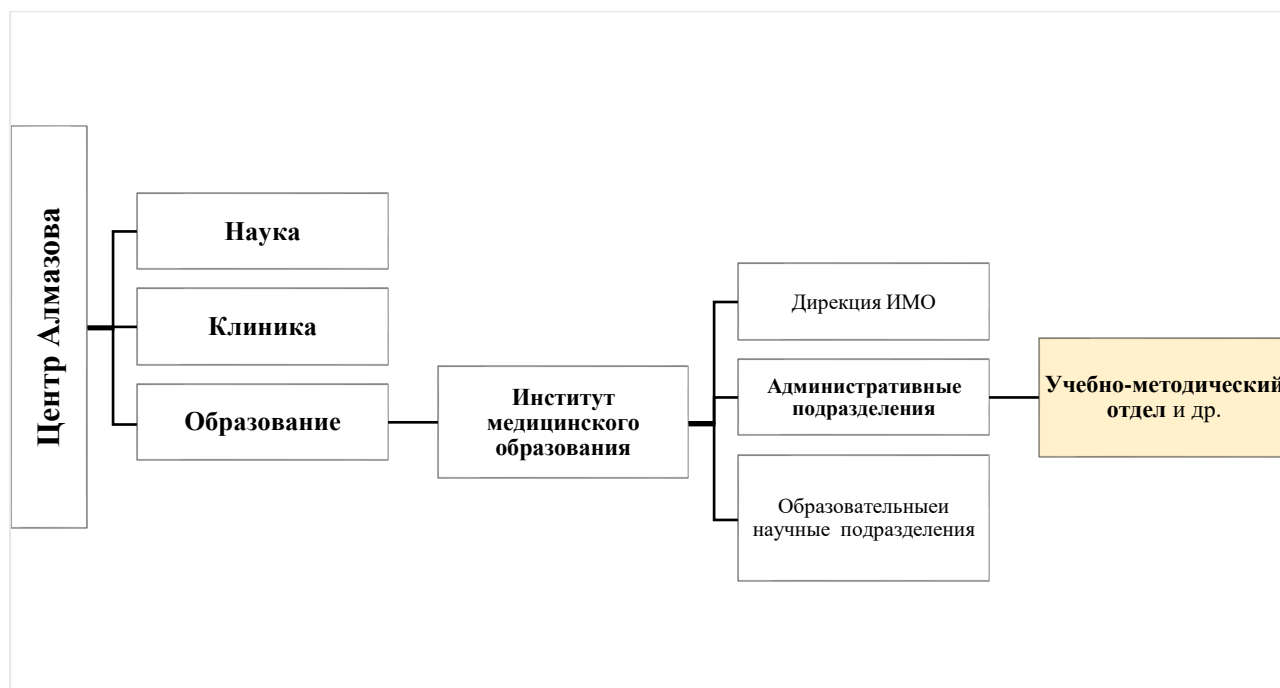 Центр Алмазова
Наука
Клиника
Образование
Институт
медицинского
образования
Дирекция ИМО
Административные
подразделения
Образовательныеи
научные подразделения
Учебно-методический
отдел и др.